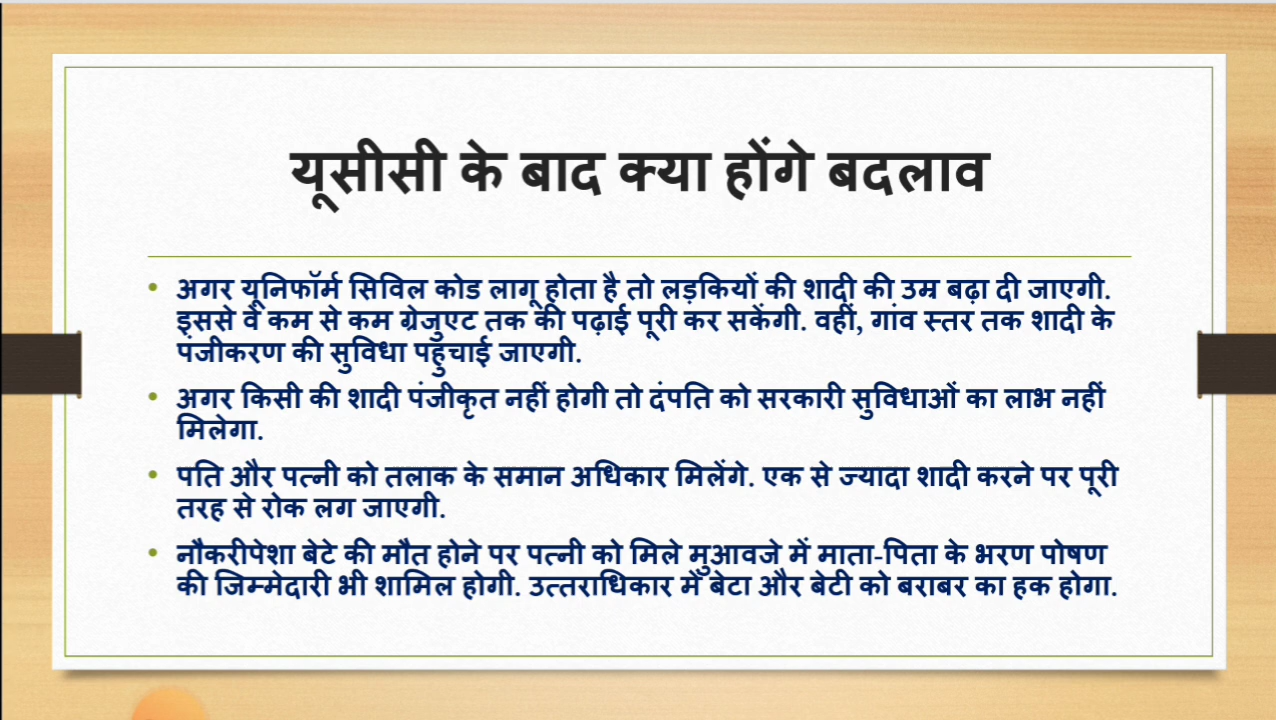 यूसीसी के बाद क्या होंगे बदलाव
• अगर यूनिफॉर्म सिविल कोड लागू होता है तो लड़कियों की शादी की उम्र बढ़ा दी जाएगी.
इससे वे कम से कम ग्रेजुएट तक की पढ़ाई पूरी कर सकेंगी. वहीं, गांव स्तर तक शादी के
पंजीकरण की सुविधा पहुंचाई जाएगी.
• अगर किसी की शादी पंजीकृत नहीं होगी तो दंपति को सरकारी सुविधाओं का लाभ नहीं
मिलेगा.
• पति और पत्नी को तलाक के समान अधिकार मिलेंगे. एक से ज्यादा शादी करने पर पूरी
तरह से रोक लग जाएगी.
• नौकरीपेशा बेटे की मौत होने पर पत्नी को मिले मुआवजे में माता-पिता के भरण पोषण
की जिम्मेदारी भी शामिल होगी. उत्तराधिकार में बेटा और बेटी को बराबर का हक होगा.